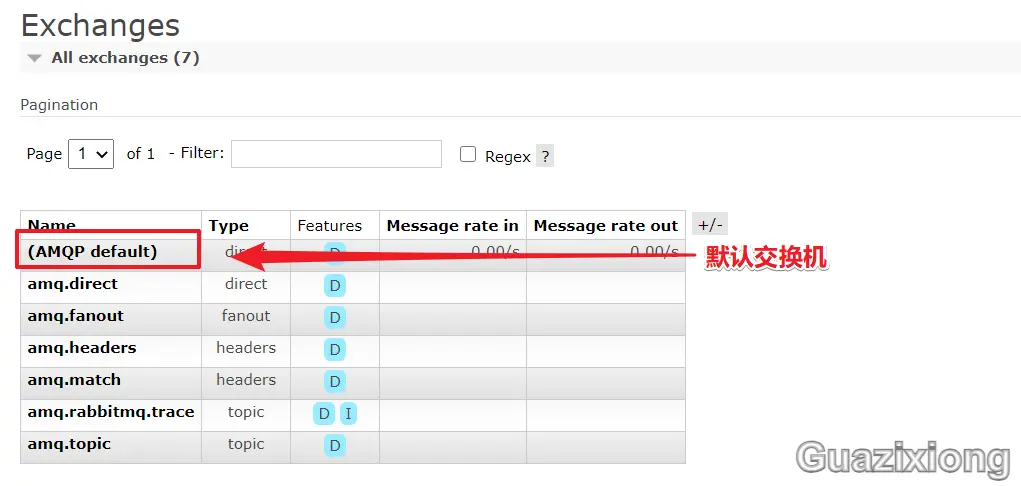 Exchanges
All exchanges (7)
Pagination
Page 1 of 1 - Filter: Regex ?
Name Type Features Message rate in Message rate out +/-
(AMQP default) direct D 0.00/s 0.00/s
默认交换机
amq.direct direct D
amq.fanout fanout D
amq.headers headers D
amq.match headers D
amq.rabbitmq.trace topic D I
amq.topic topic D
Guazixiong